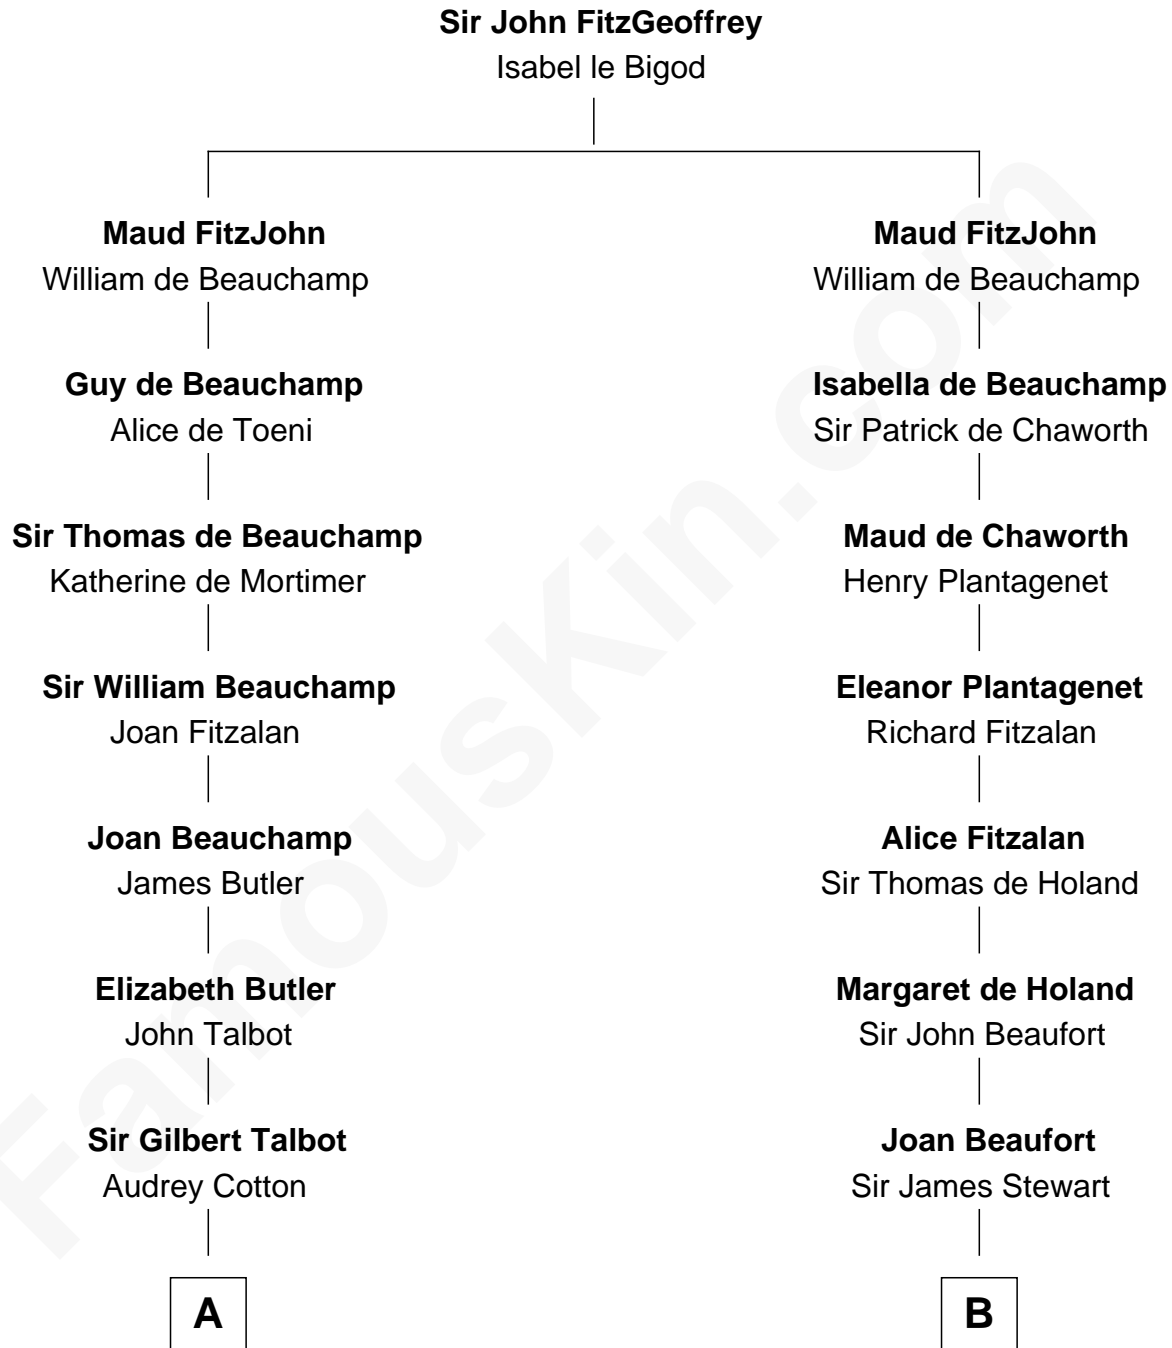 Sir John FitzGeoffrey
Isabel le Bigod
Maud FitzJohn
William de Beauchamp
Guy de Beauchamp
Alice de Toeni
Sir Thomas de Beauchamp
Katherine de Mortimer
Sir William Beauchamp
Joan Fitzalan
Joan Beauchamp
James Butler
Elizabeth Butler
John Talbot
Sir Gilbert Talbot
Audrey Cotton
A
Maud FitzJohn
William de Beauchamp
Isabella de Beauchamp
Sir Patrick de Chaworth
Maud de Chaworth
Henry Plantagenet
Eleanor Plantagenet
Richard Fitzalan
Alice Fitzalan
Sir Thomas de Holand
Margaret de Holand
Sir John Beaufort
Joan Beaufort
Sir James Stewart
B
FamousKin.com